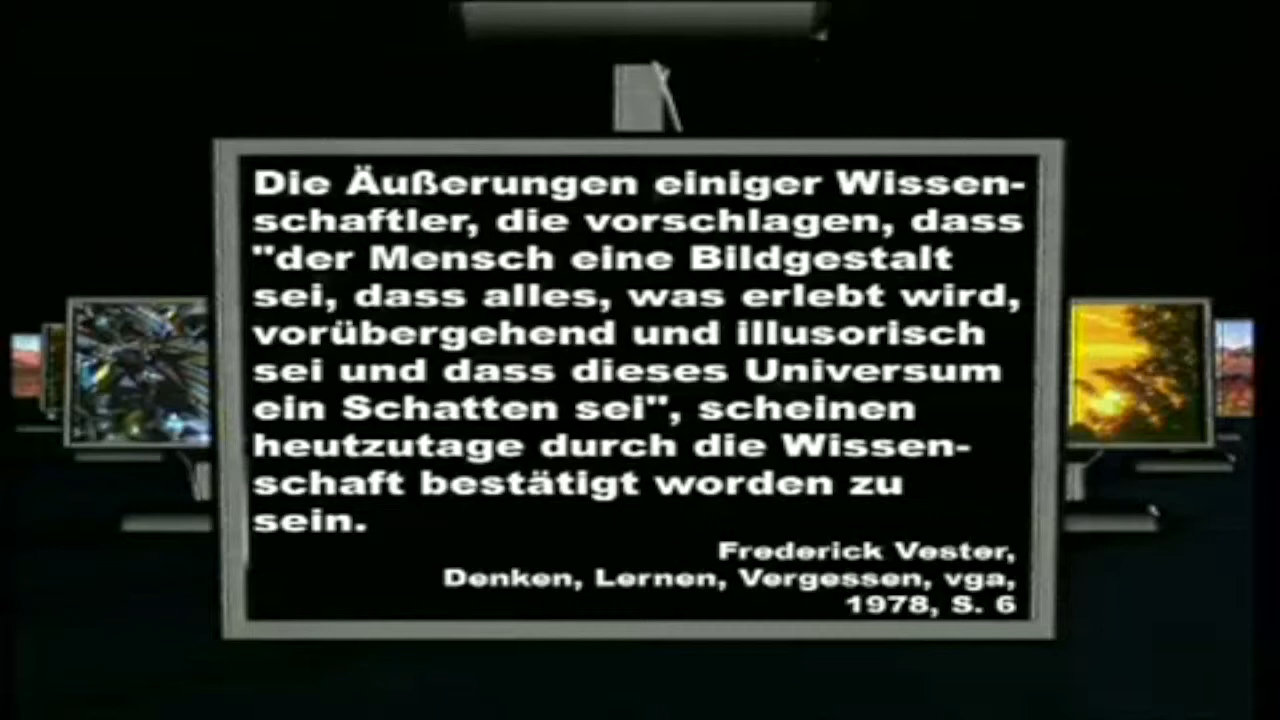 Die Äußerungen einiger Wissen-
schaftler, die vorschlagen, dass
"der Mensch eine Bildgestalt
sei, dass alles, was erlebt wird,
vorübergehend und illusorisch
sei und dass dieses Universum
ein Schatten sei", scheinen
heutzutage durch die Wissen-
schaft bestätigt worden zu
sein.
Frederick Vester,
Denken, Lernen, Vergessen, vga,
1978, S. 6